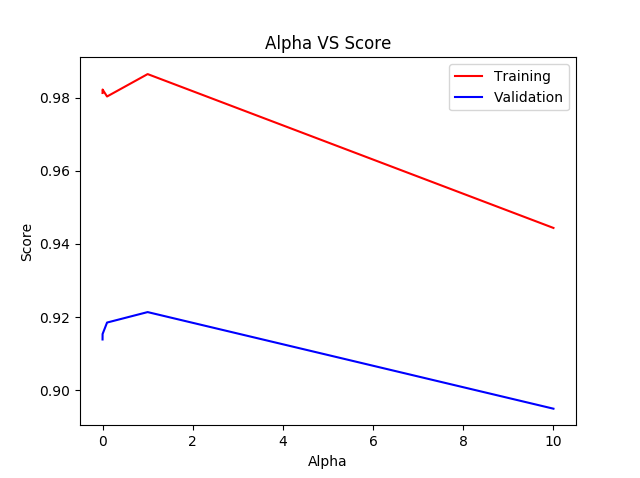 Alpha VS Score
Training
Validation
0.98
0.96
0.94
0.92
0.90
Score
0 2 4 6 8 10
Alpha